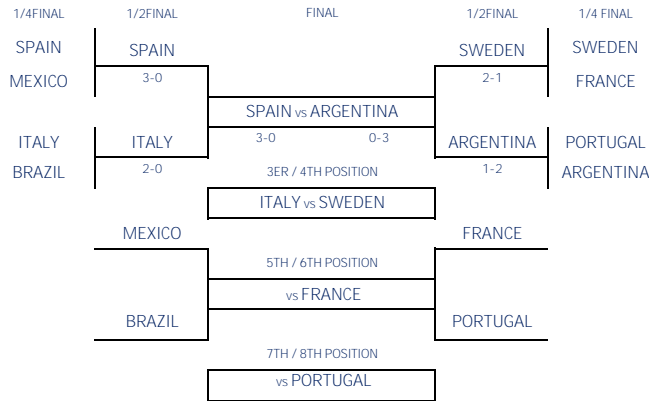 1/4FINAL 1/2FINAL FINAL 1/2FINAL 1/4 FINAL
SPAIN SPAIN SWEDEN SWEDEN
MEXICO 3-0 2-1 FRANCE
SPAIN vs ARGENTINA
3-0 0-3
ITALY ITALY ARGENTINA PORTUGAL
BRAZIL 2-0 1-2 ARGENTINA
3ER / 4TH POSITION
ITALY vs SWEDEN
MEXICO FRANCE
5TH / 6TH POSITION
vs FRANCE
BRAZIL PORTUGAL
7TH / 8TH POSITION
vs PORTUGAL